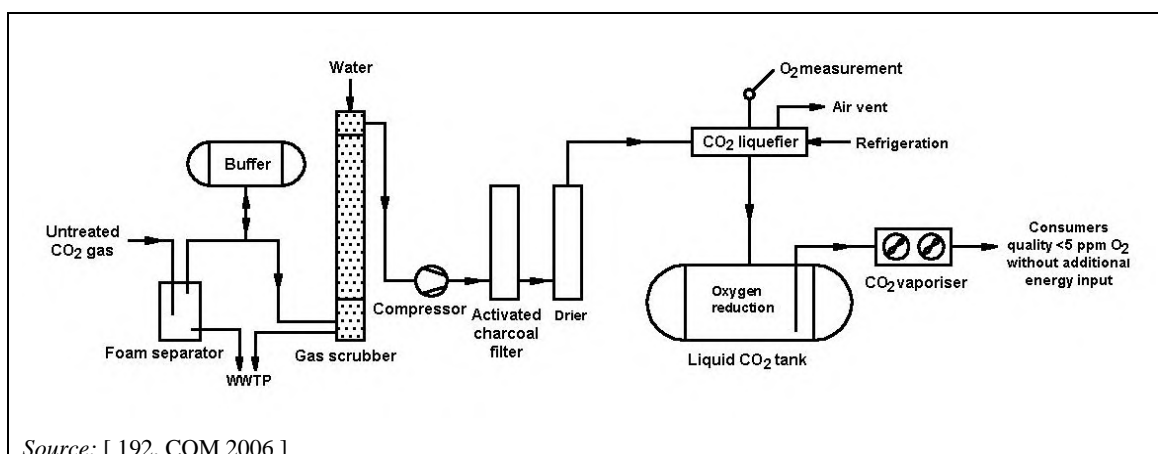 Water
O2 measurement
Air vent
CO2 liquefier
Refrigeration
Buffer
Untreated
CO2 gas
Consumers
quality <5 ppm O2
without additional
energy input
CO2 vaporiser
Oxygen
reduction
Compressor
Activated
charcoal
filter
Drier
Foam separator
Gas scrubber
Liquid CO2 tank
WWTP
Source: [ 192, COM 2006 ]